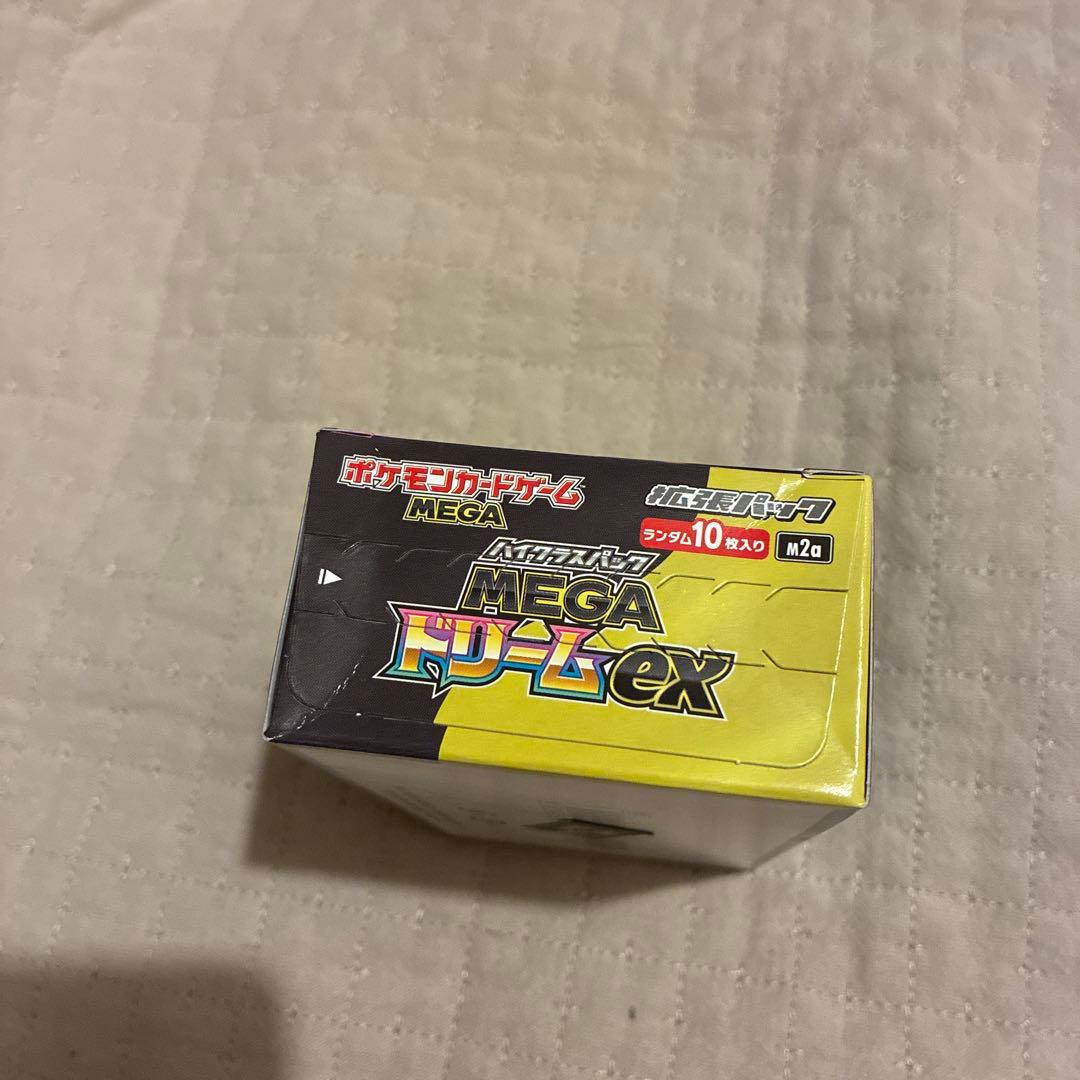 ポケモンカードゲーム
MEGA
拡張パック
ランダム10枚入り
M2a
ハイクラスパック
MEGA
ドリームex